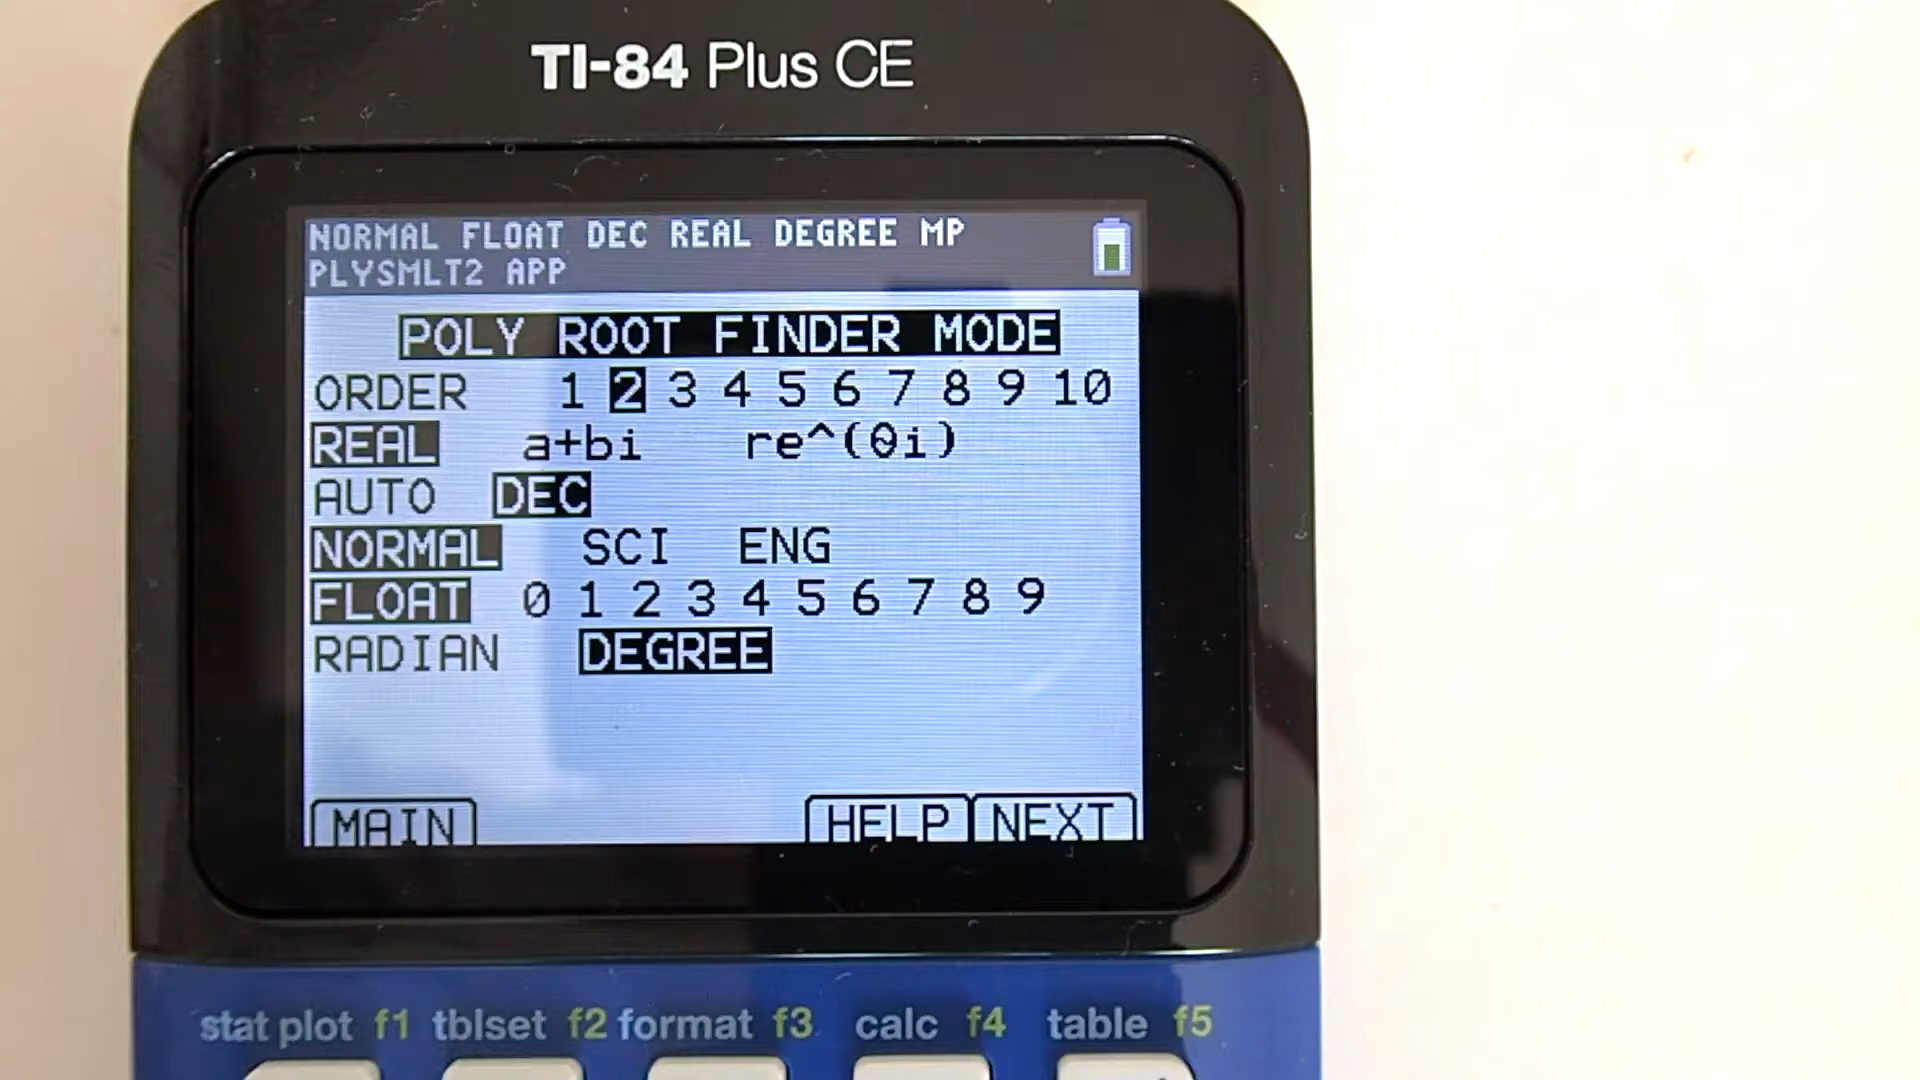 TI-84 Plus CE
NORMAL FLOAT DEC REAL DEGREE MP
PLYSMLT2 APP
POLY ROOT FINDER MODE
ORDER 1 2 3 4 5 6 7 8 9 10
REAL a+bi re^(θi)
AUTO DEC
NORMAL SCI ENG
FLOAT 0 1 2 3 4 5 6 7 8 9
RADIAN DEGREE
MAIN HELP NEXT
stat plot f1 tblset f2 format f3 calc f4 table f5